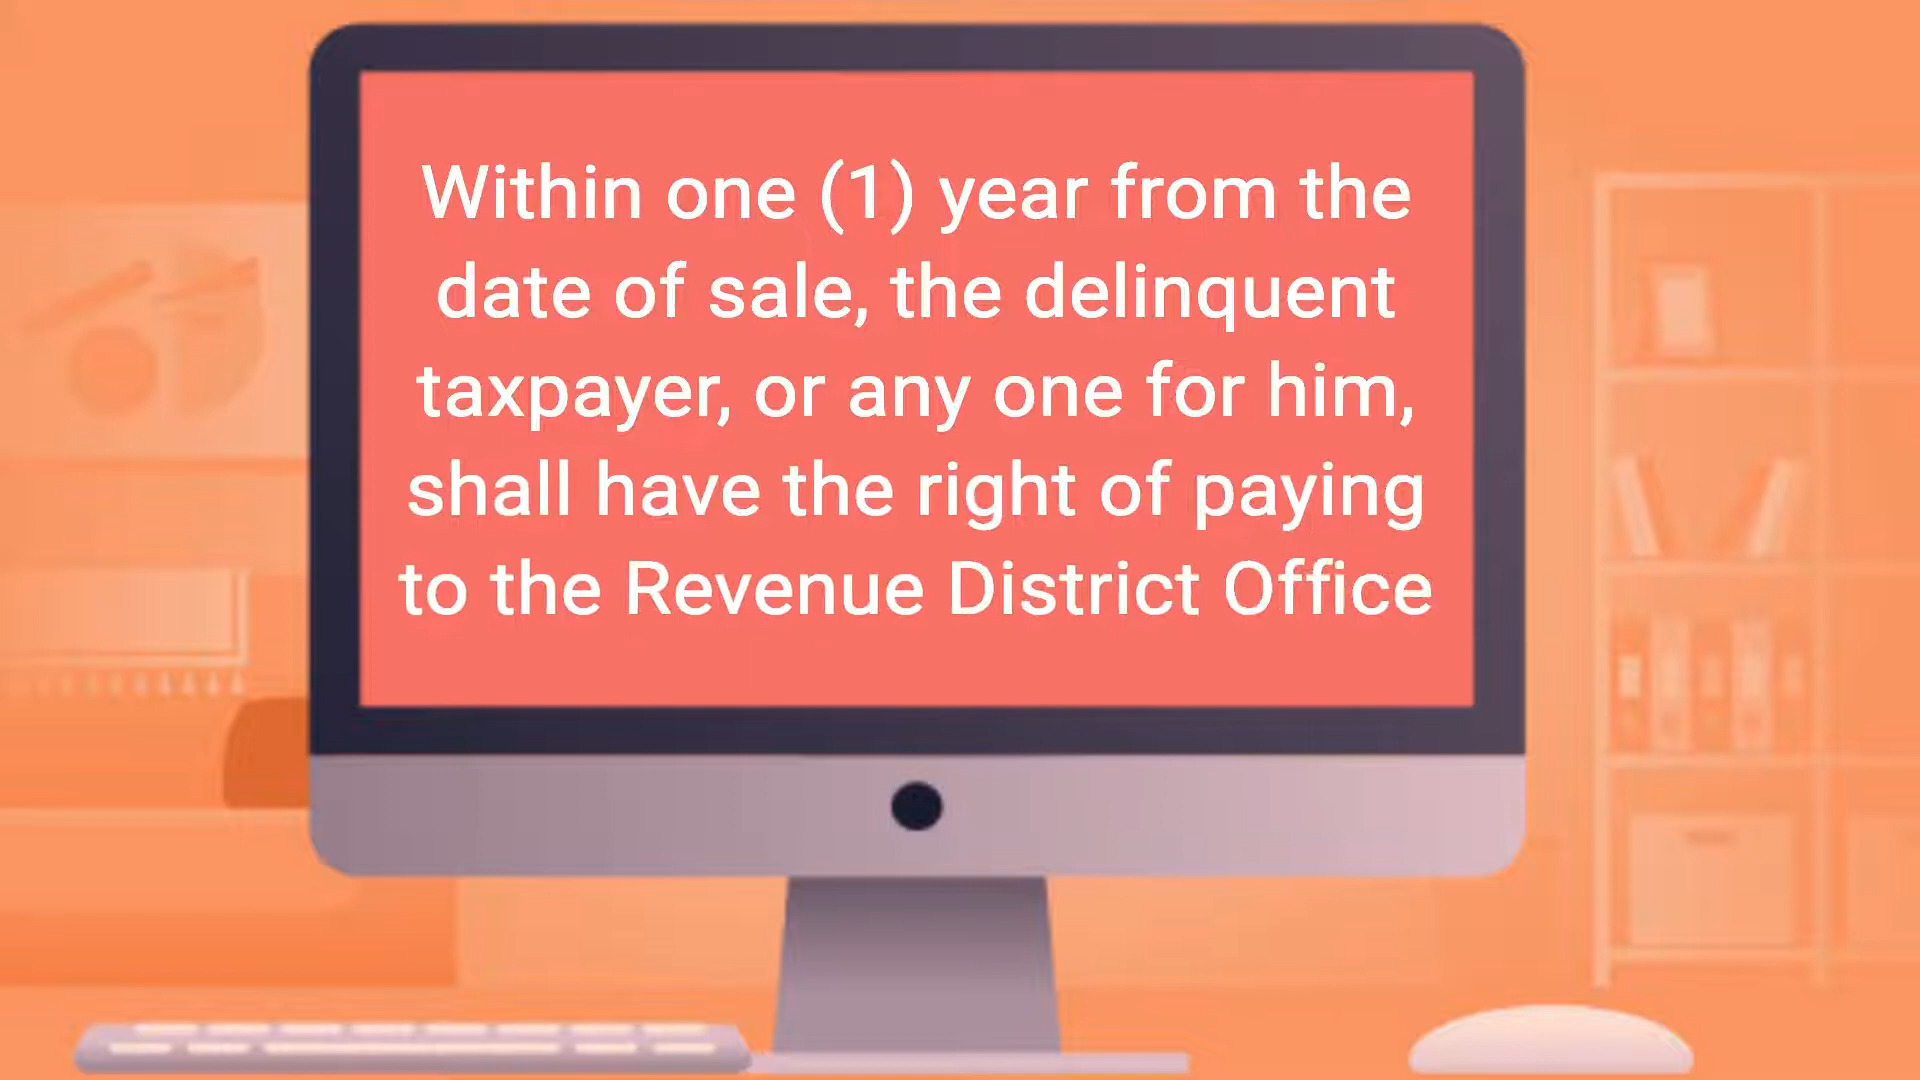 Within one (1) year from the
date of sale, the delinquent
taxpayer, or any one for him,
shall have the right of paying
to the Revenue District Office